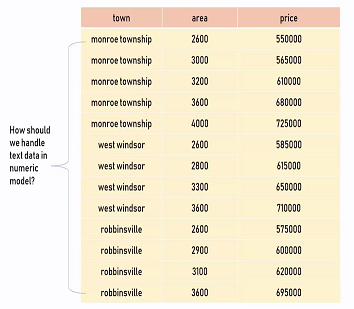 town area price
monroe township 2600 550000
monroe township 3000 565000
monroe township 3200 610000
monroe township 3600 680000
monroe township 4000 725000
west windsor 2600 585000
west windsor 2800 615000
west windsor 3300 650000
west windsor 3600 710000
robbinsville 2600 575000
robbinsville 2900 600000
robbinsville 3100 620000
robbinsville 3600 695000
How should
we handle
text data in
numeric
model?